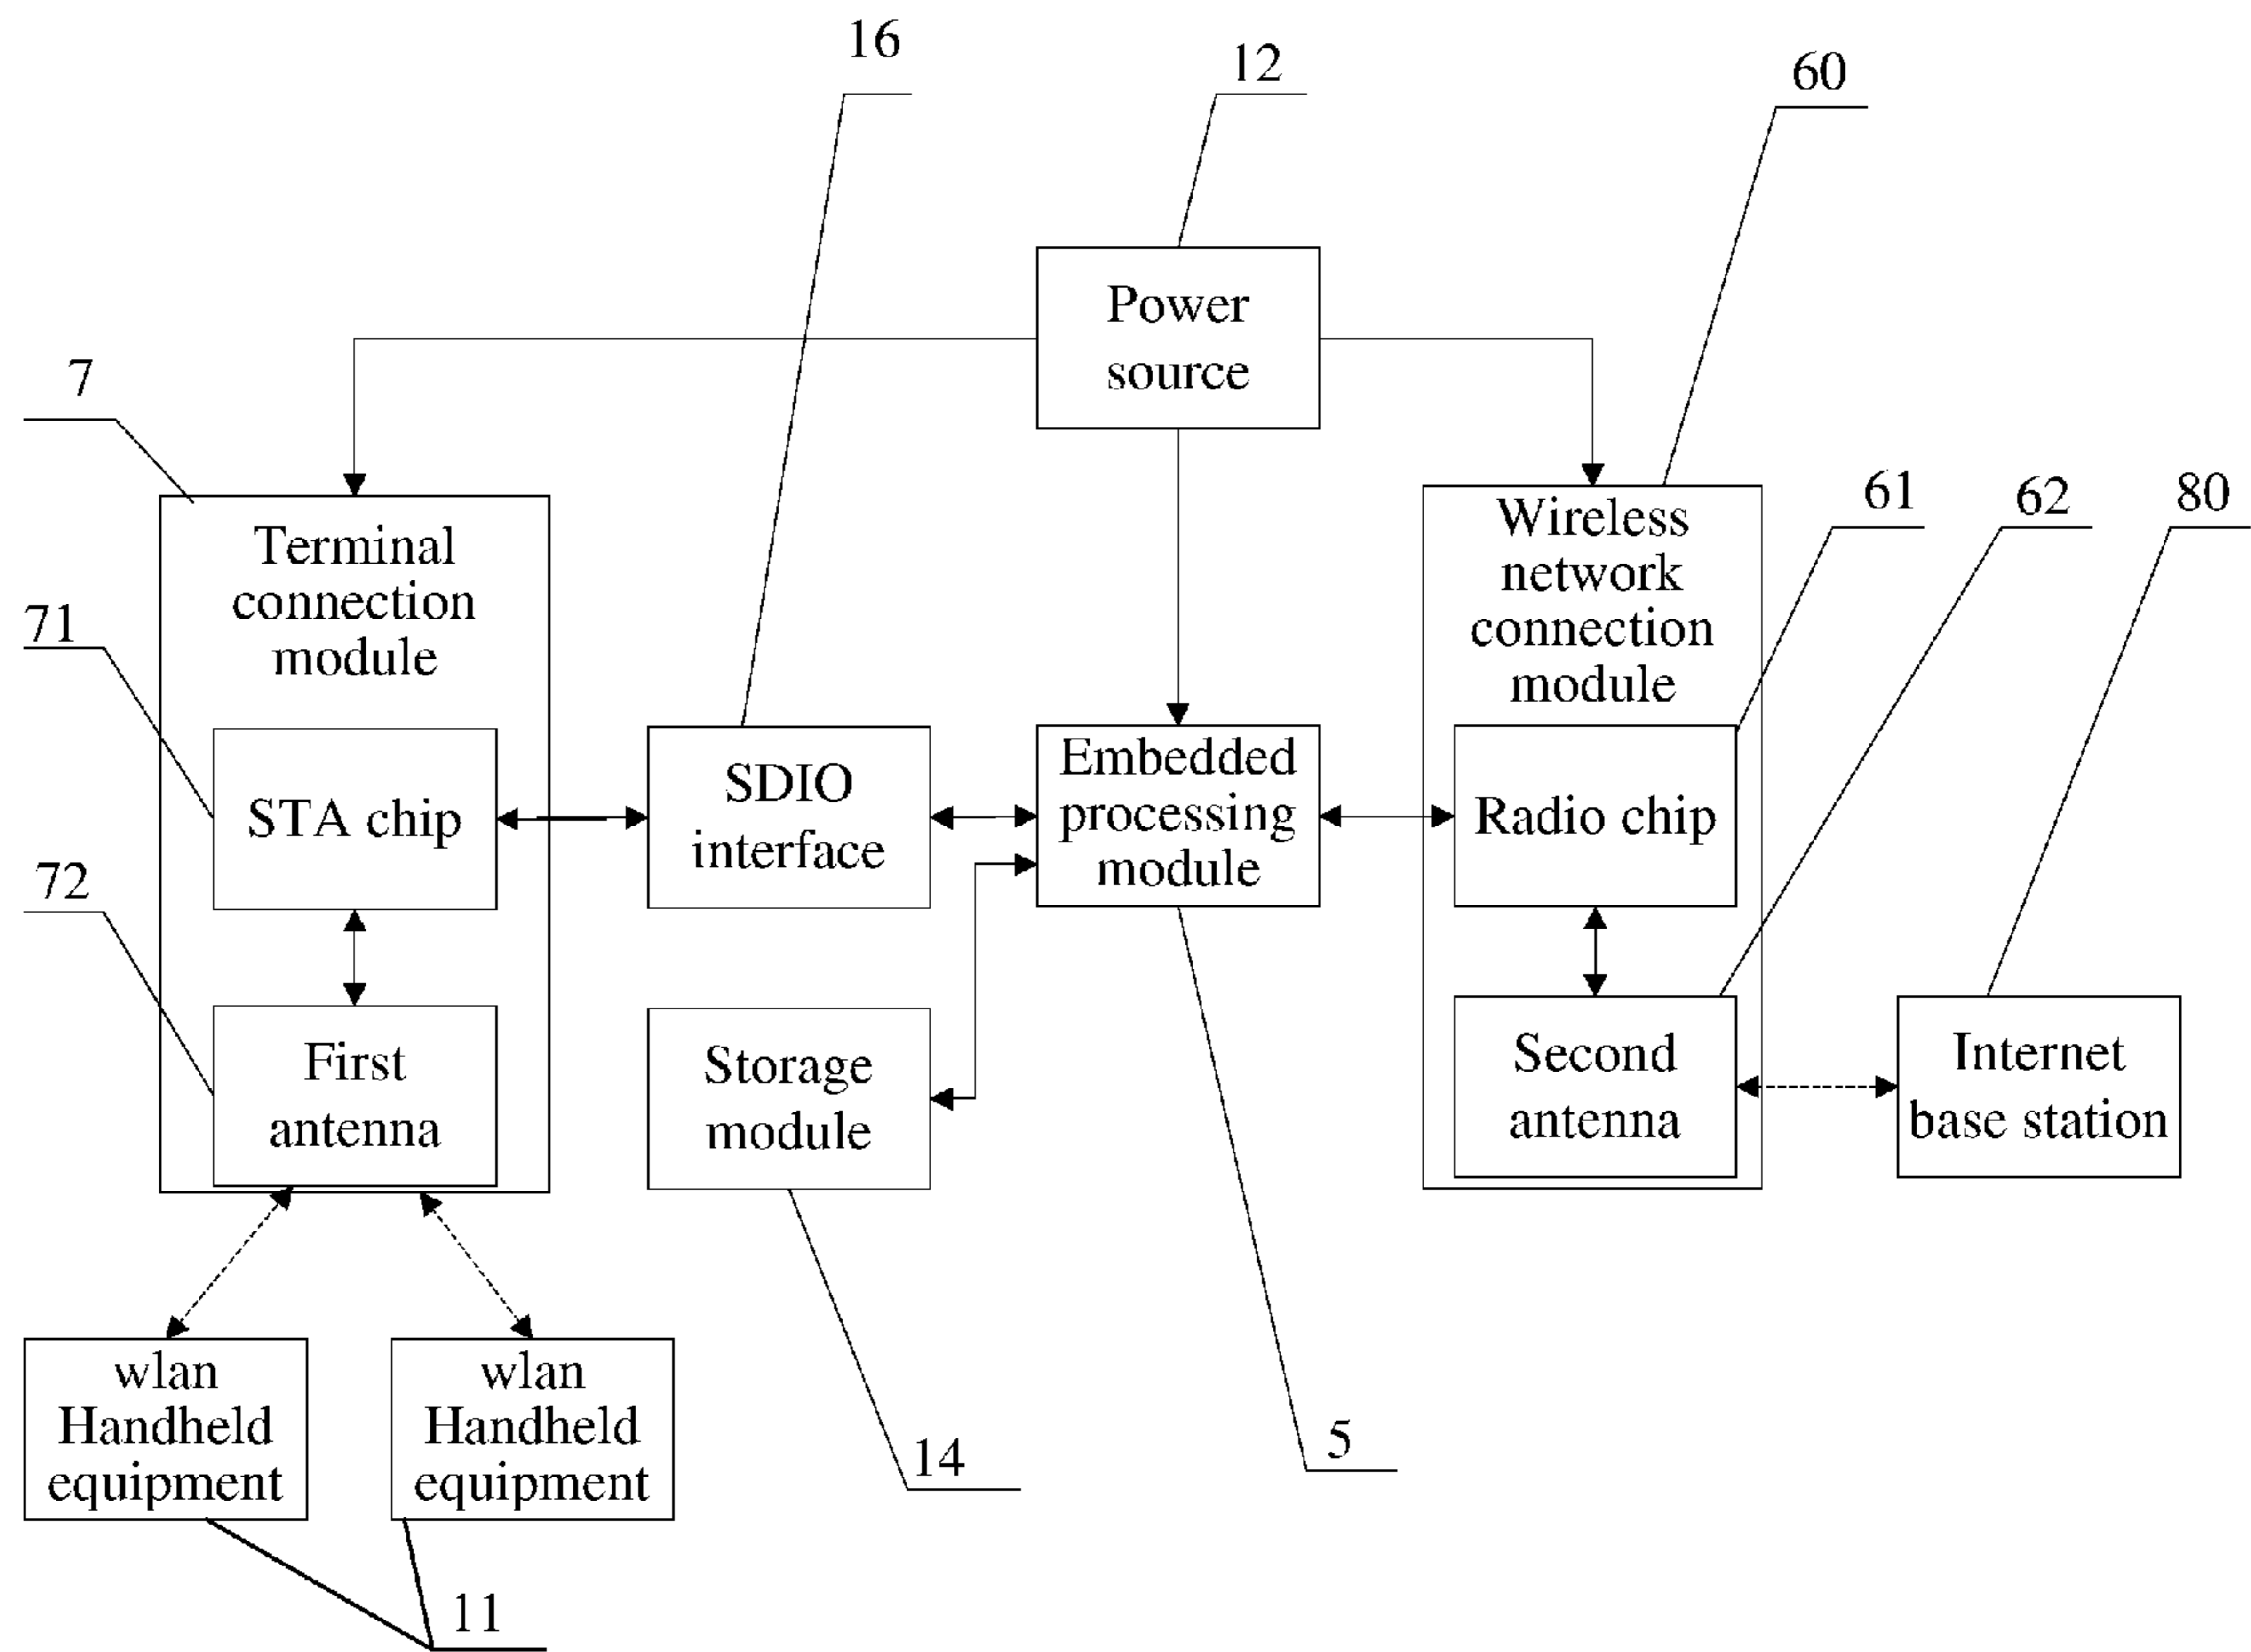 16
12
60
Power
source
7
Terminal
connection
module
Wireless
network
connection
module
61
62
80
71
STA chip
SDIO
interface
Embedded
processing
module
Radio chip
72
First
antenna
Storage
module
Second
antenna
Internet
base station
wlan
Handheld
equipment
wlan
Handheld
equipment
14
5
11